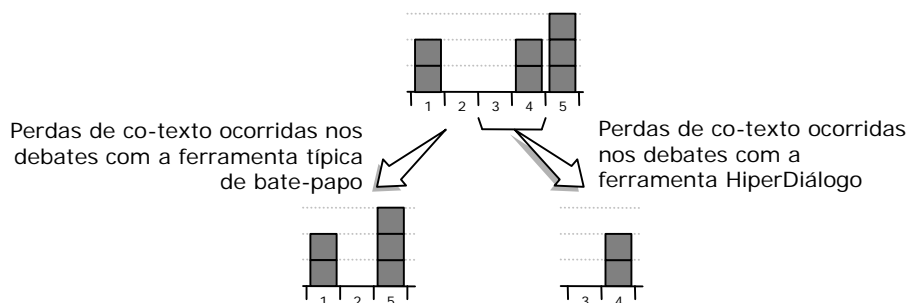 1 2 3 4 5
Perdas de co-texto ocorridas nos
debates com a ferramenta típica
de bate-papo
Perdas de co-texto ocorridas
nos debates com a
ferramenta HiperDiálogo
1 2 5
3 4